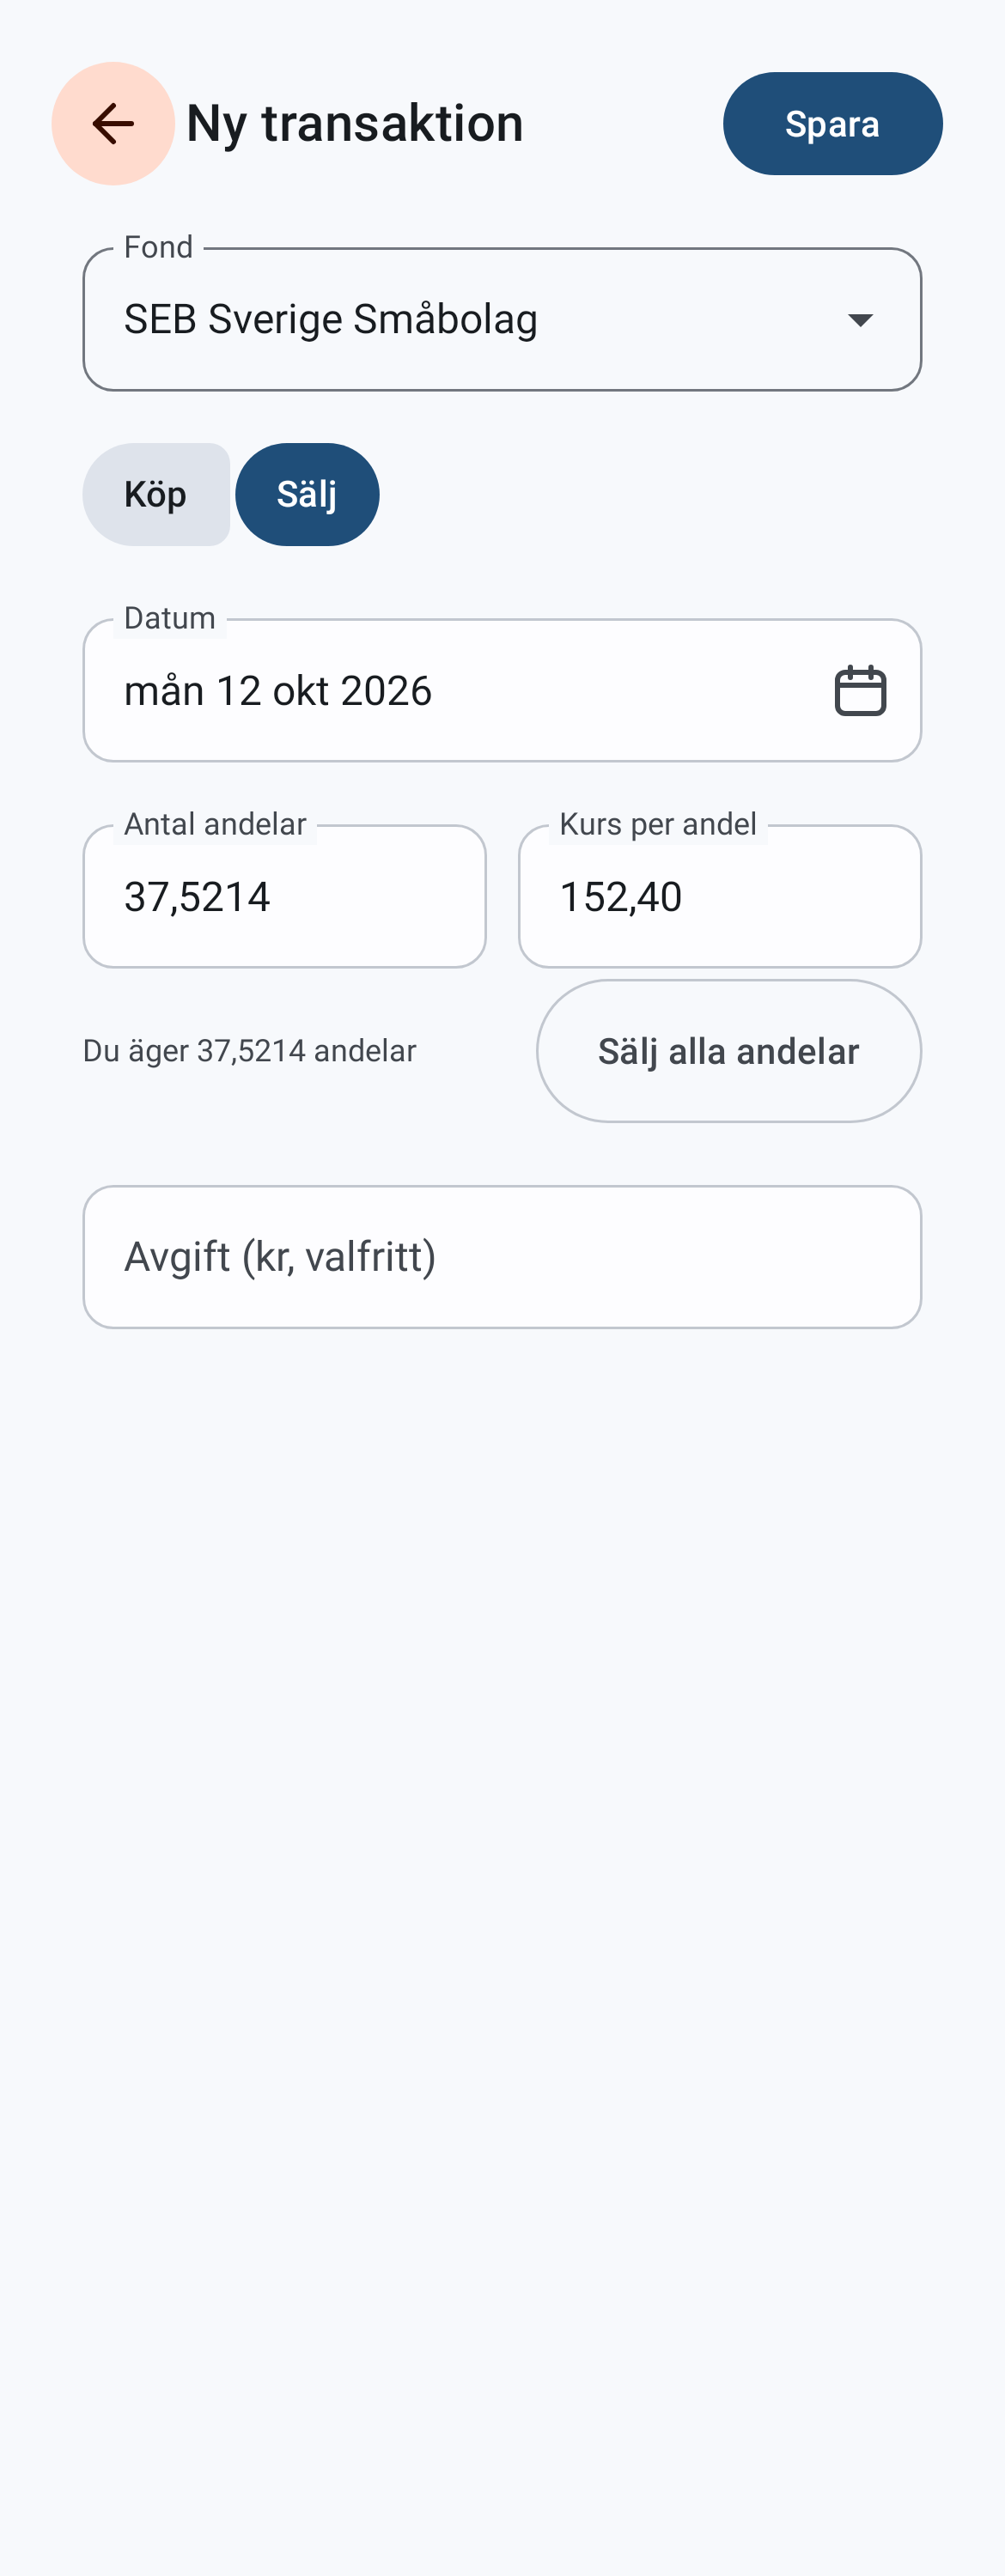 Ny transaktion
Spara
Fond
SEB Sverige Småbolag
Köp
Sälj
Datum
mån 12 okt 2026
Antal andelar
Kurs per andel
37,5214
152,40
Du äger 37,5214 andelar
Sälj alla andelar
Avgift (kr, valfritt)